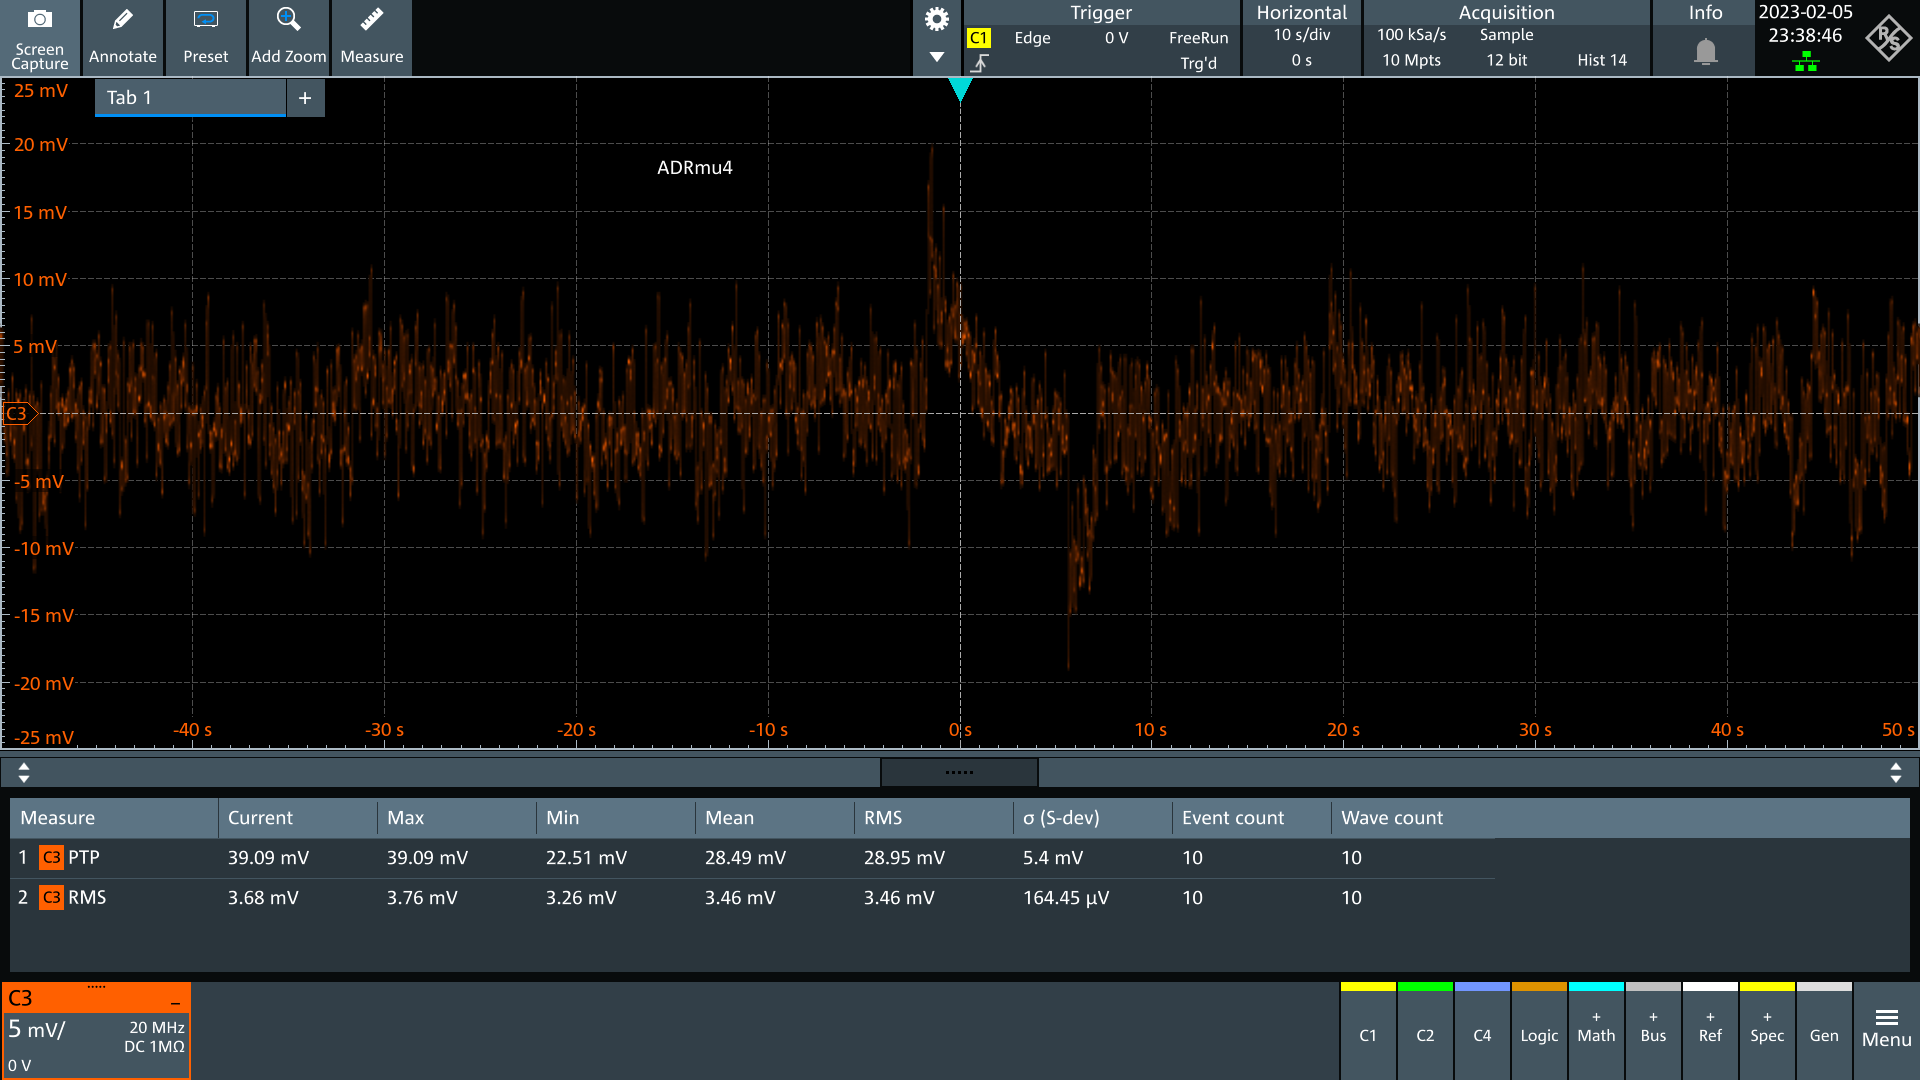 Screen
Capture
Annotate
Preset
Add Zoom
Measure
Trigger
C1 Edge 0 V FreeRun
Trg'd
Horizontal
10 s/div
0 s
Acquisition
100 kSa/s Sample
10 Mpts 12 bit Hist 14
Info
2023-02-05
23:38:46
R S
25 mV
Tab 1 +
20 mV
ADRmu4
15 mV
10 mV
5 mV
C3
-5 mV
-10 mV
-15 mV
-20 mV
-25 mV
-40 s -30 s -20 s -10 s 0 s 10 s 20 s 30 s 40 s 50 s
Measure Current Max Min Mean RMS σ (S-dev) Event count Wave count
1 C3 PTP 39.09 mV 39.09 mV 22.51 mV 28.49 mV 28.95 mV 5.4 mV 10 10
2 C3 RMS 3.68 mV 3.76 mV 3.26 mV 3.46 mV 3.46 mV 164.45 µV 10 10
C3
5 mV/ 20 MHz
DC 1MΩ
0 V
C1
C2
C4
Logic
+
Math
+
Bus
+
Ref
+
Spec
Gen
Menu